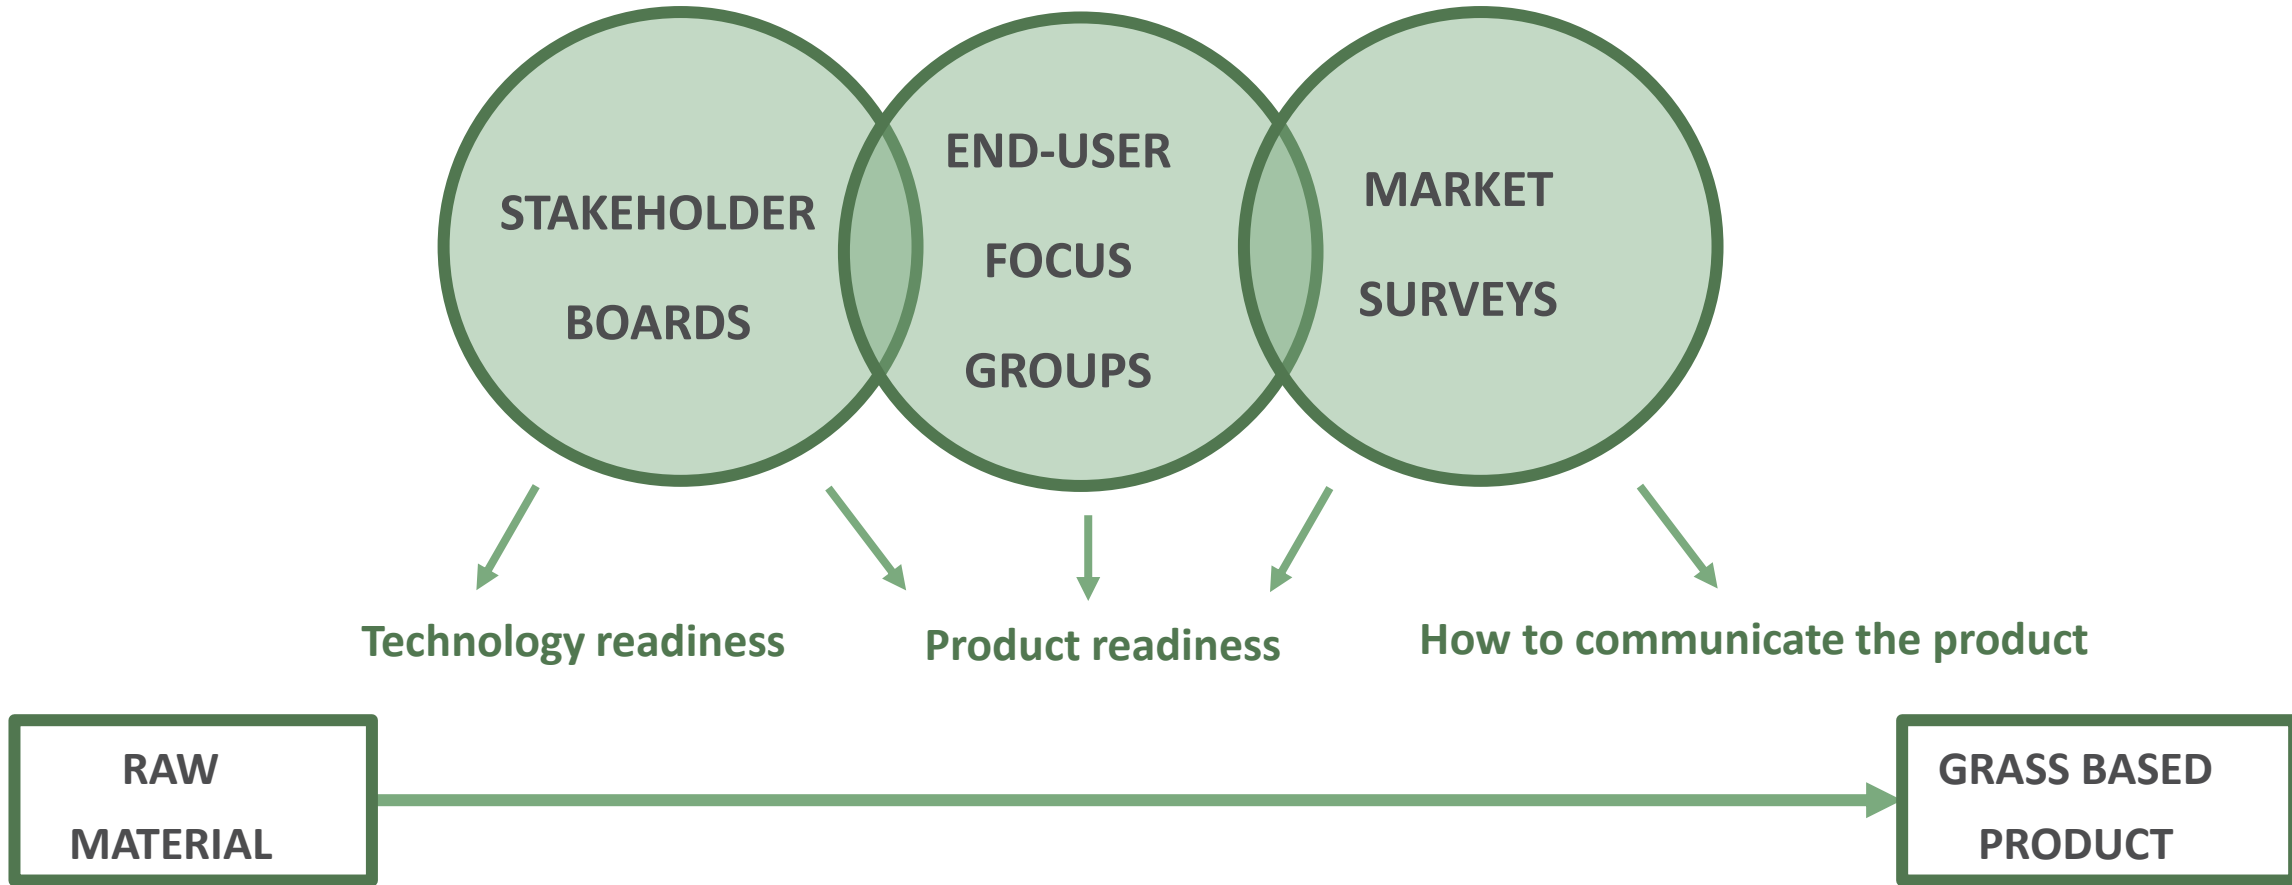 STAKEHOLDER
BOARDS
END-USER
FOCUS
GROUPS
MARKET
SURVEYS
Technology readiness
Product readiness
How to communicate the product
RAW
MATERIAL
GRASS BASED
PRODUCT